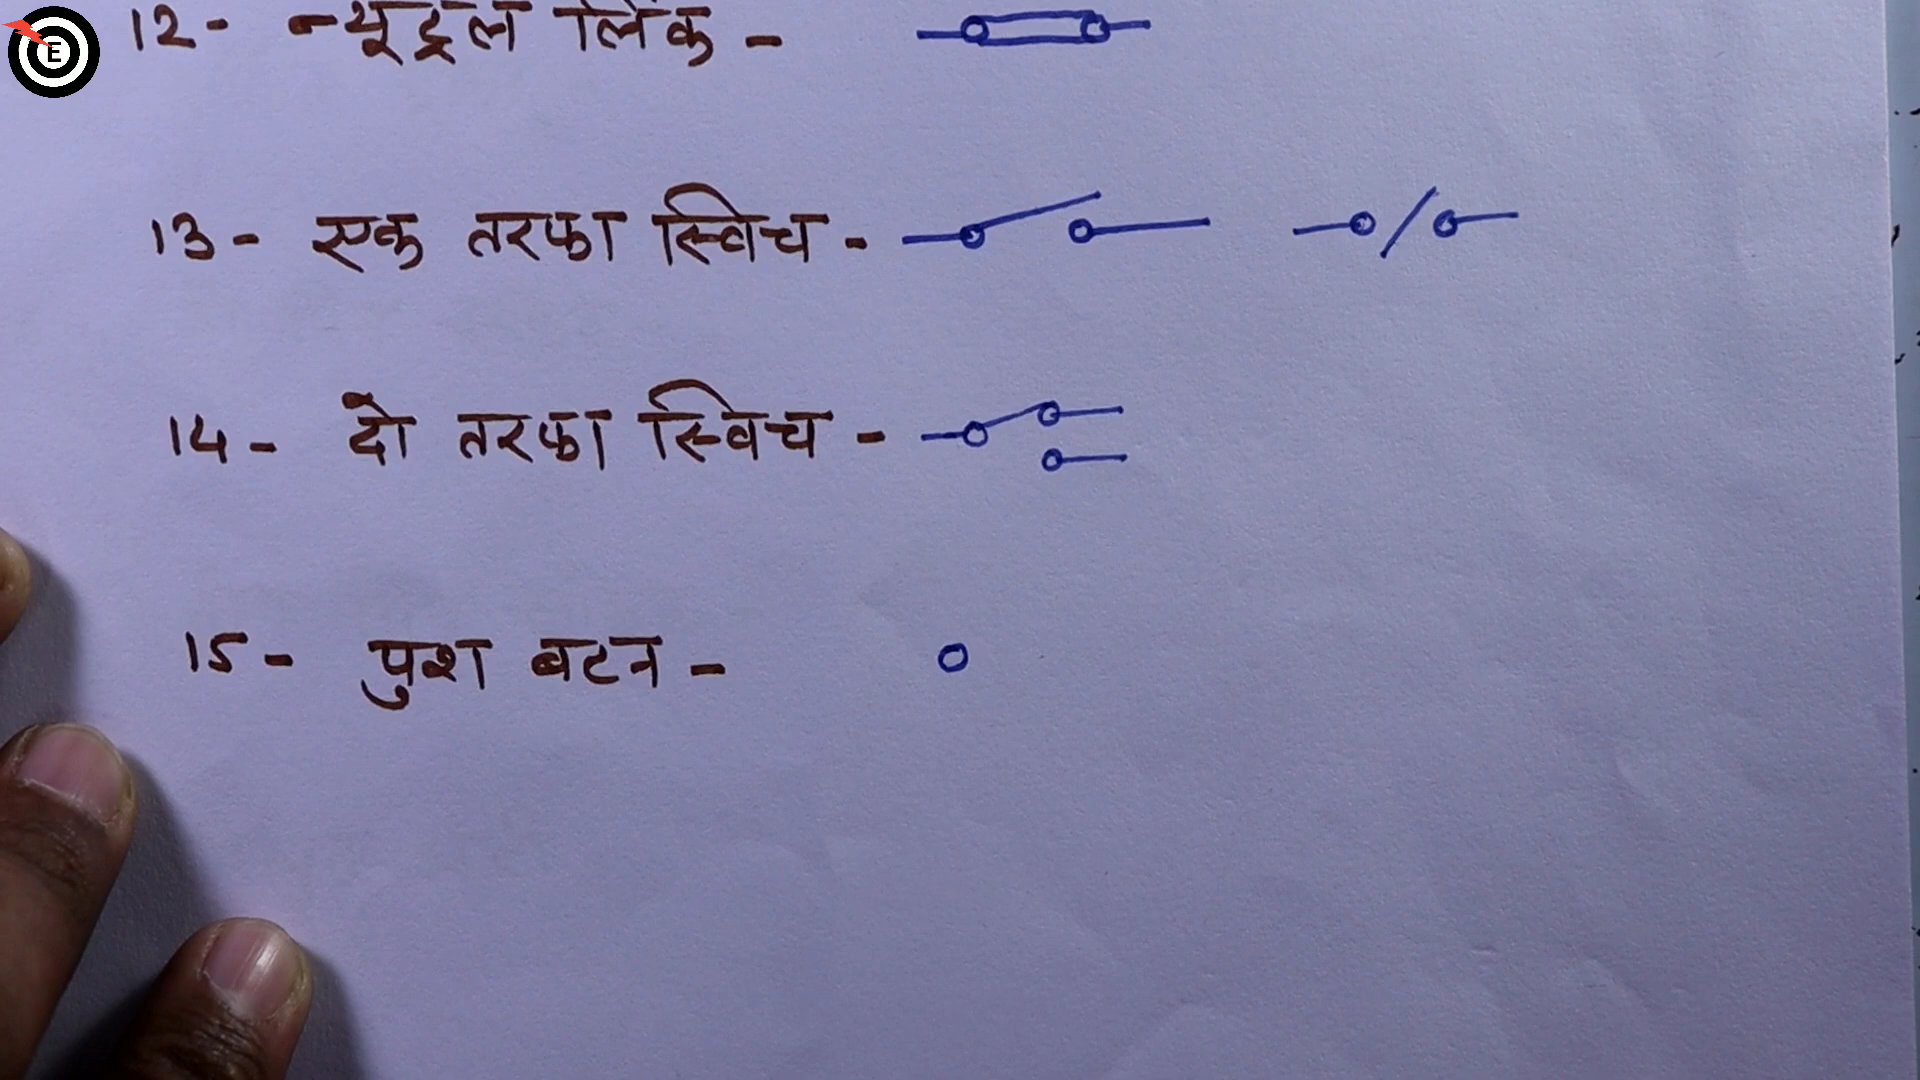 12- न्यूट्रल लिंक -
13- एक तरफा स्विच -
14- दो तरफा स्विच -
15- पुश बटन -
E